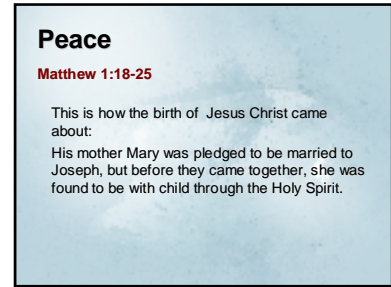 Peace
Matthew 1:18-25
This is how the birth of Jesus Christ came
about:
His mother Mary was pledged to be married to
Joseph, but before they came together, she was
found to be with child through the Holy Spirit.